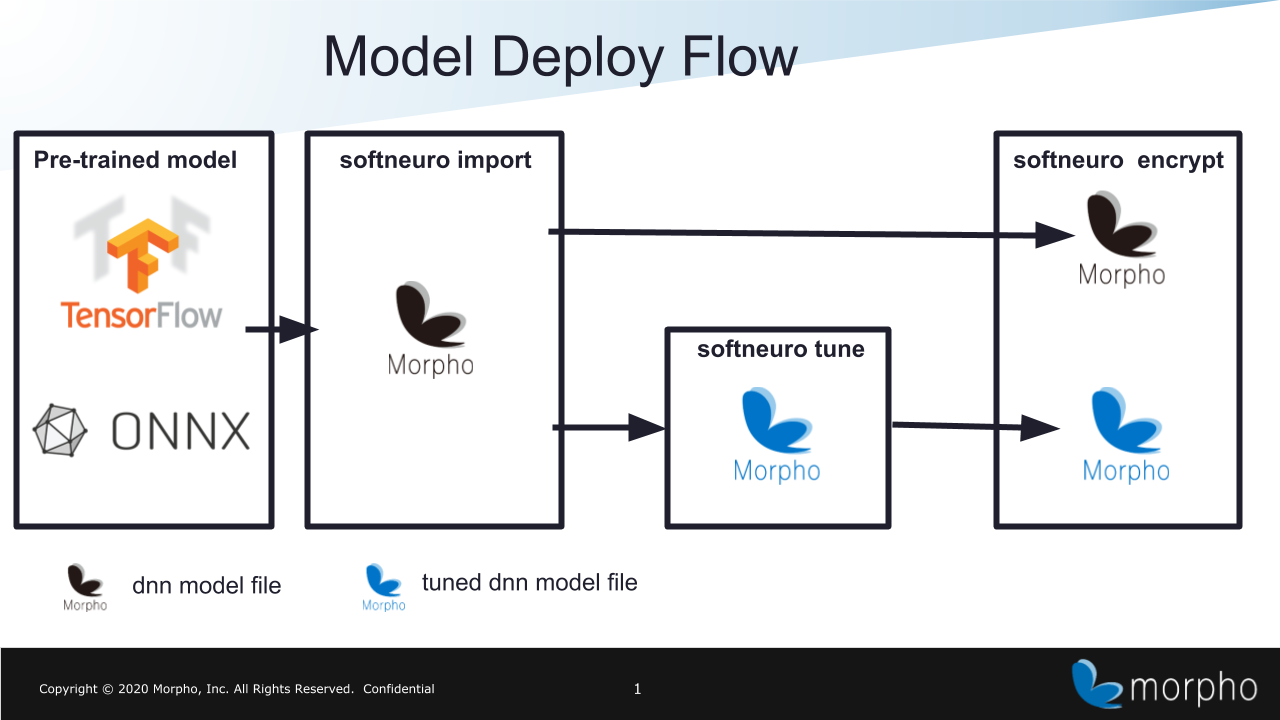 Model Deploy Flow
Pre-trained model
TensorFlow
ONNX
softneuro import
Morpho
softneuro tune
Morpho
softneuro  encrypt
Morpho
Morpho
Morpho
dnn model file
Morpho
tuned dnn model file
Copyright © 2020 Morpho, Inc. All Rights Reserved.  Confidential
1
morpho